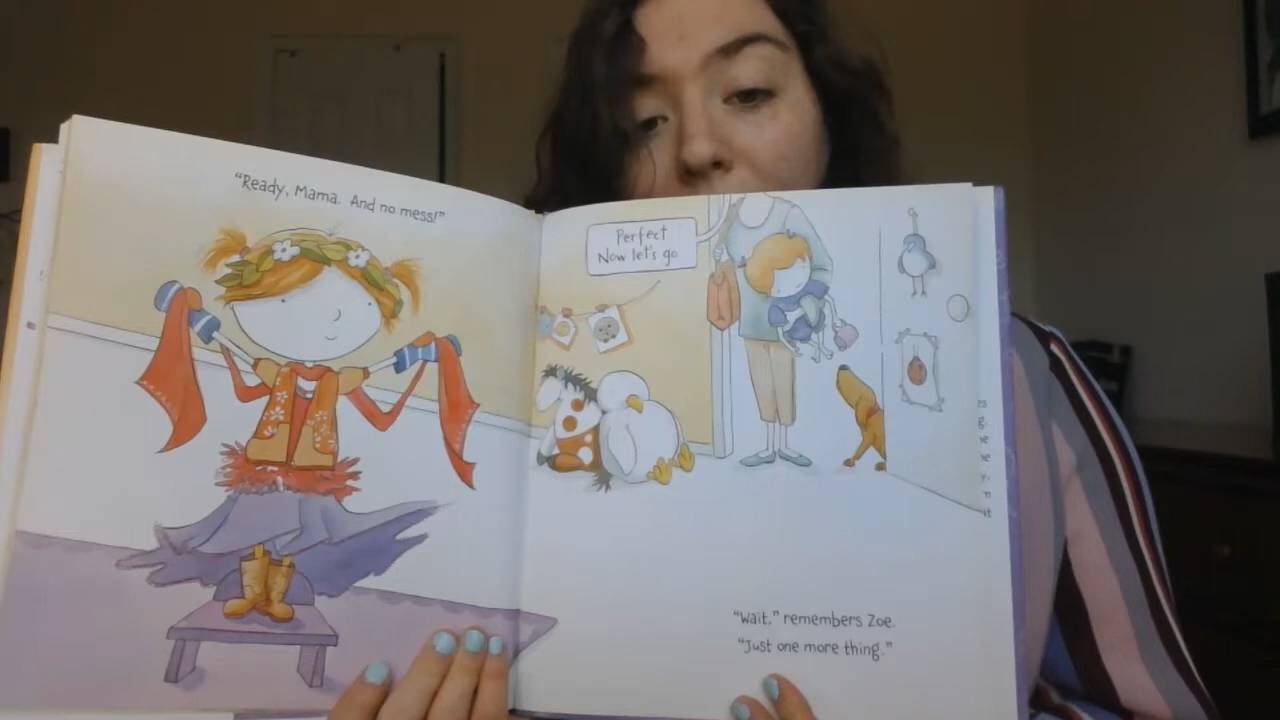 "Ready, Mama. And no mess!"
Perfect
Now let's go.
"Wait," remembers Zoe.
"Just one more thing."